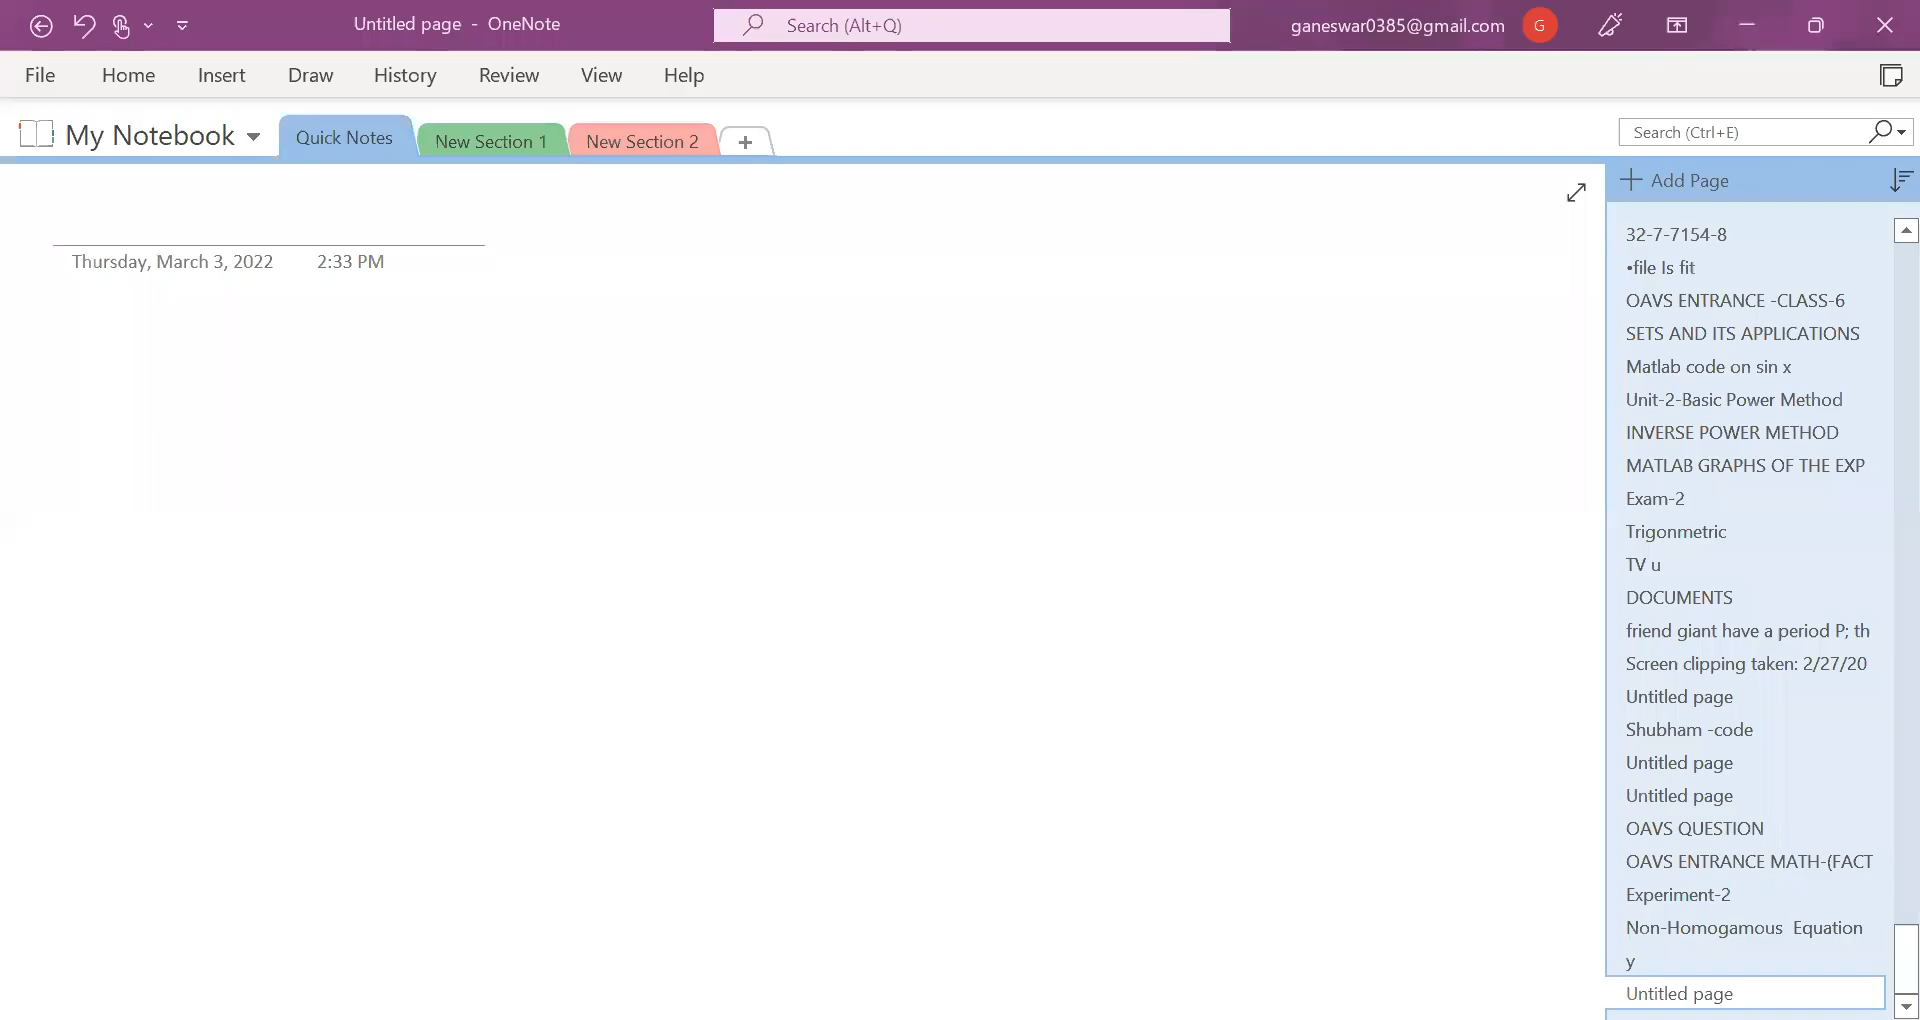 Untitled page - OneNote
Search (Alt+Q)
ganeswar0385@gmail.com
G
File Home Insert Draw History Review View Help
My Notebook
Quick Notes
New Section 1
New Section 2
Search (Ctrl+E)
Add Page
Thursday, March 3, 2022 2:33 PM
32-7-7154-8
•file Is fit
OAVS ENTRANCE -CLASS-6
SETS AND ITS APPLICATIONS
Matlab code on sin x
Unit-2-Basic Power Method
INVERSE POWER METHOD
MATLAB GRAPHS OF THE EXP
Exam-2
Trigonmetric
TV u
DOCUMENTS
friend giant have a period P; th
Screen clipping taken: 2/27/20
Untitled page
Shubham -code
Untitled page
Untitled page
OAVS QUESTION
OAVS ENTRANCE MATH-(FACT
Experiment-2
Non-Homogamous Equation
y
Untitled page